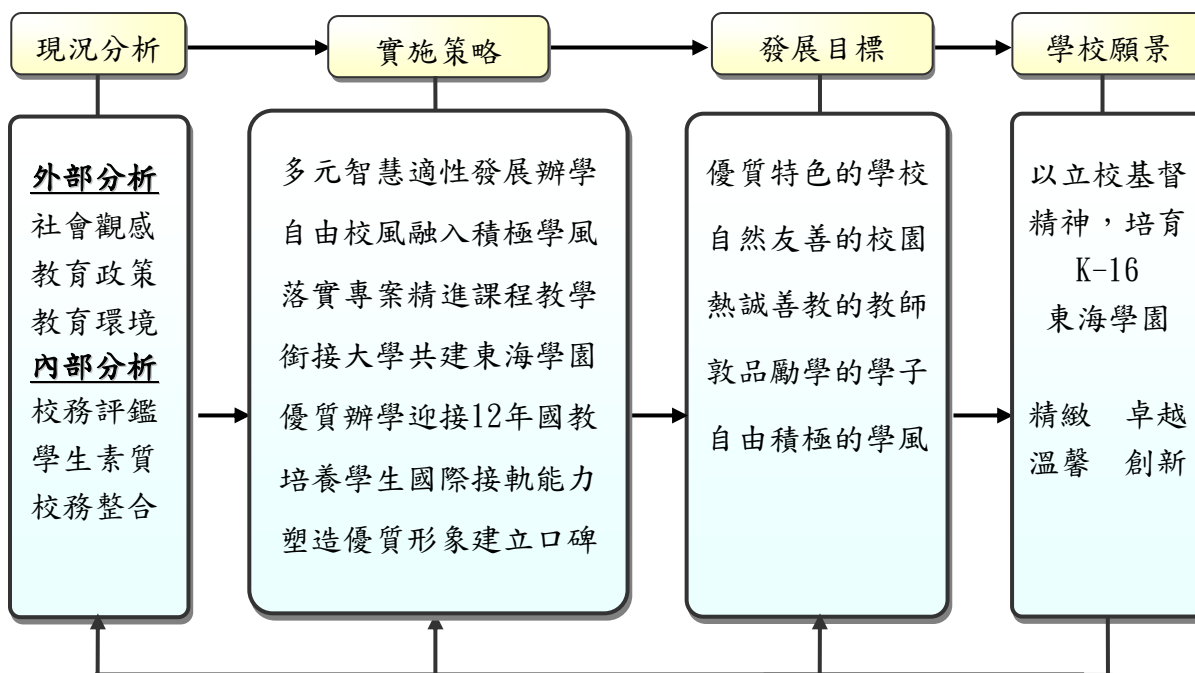 現況分析
實施策略
發展目標
學校願景
外部分析
社會觀感
教育政策
教育環境
內部分析
校務評鑑
學生素質
校務整合
多元智慧適性發展辦學
自由校風融入積極學風
落實專案精進課程教學
銜接大學共建東海學園
優質辦學迎接12年國教
培養學生國際接軌能力
塑造優質形象建立口碑
優質特色的學校
自然友善的校園
熱誠善教的教師
敦品勵學的學子
自由積極的學風
以立校基督
精神，培育
K-16
東海學園
精緻 卓越
溫馨 創新